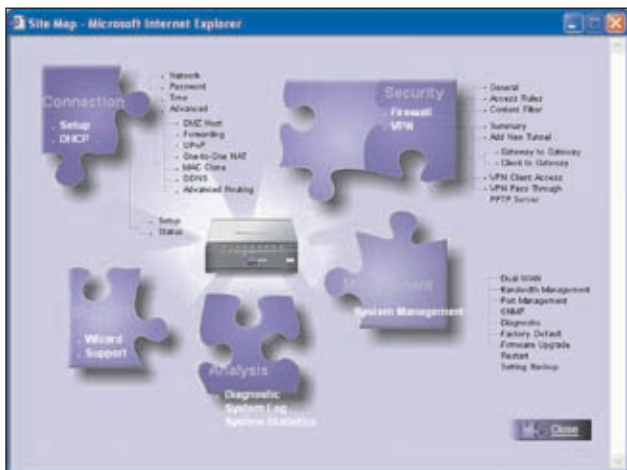 Site Map - Microsoft Internet Explorer
Connection
Setup
DHCP
Network
Password
Time
Advanced
DMZ Host
Forwarding
UPnP
One-to-One NAT
MAC Clone
DDNS
Advanced Routing
Setup
Status
Security
Firewall
VPN
General
Access Rules
Content Filter
Summary
Add New Tunnel
Gateway to Gateway
Client to Gateway
VPN Client Access
VPN Pass Through
PPTP Server
Management
System Management
Dual WAN
Bandwidth Management
Port Management
SNMP
Diagnostic
Factory Default
Firmware Upgrade
Restart
Setting Backup
Wizard
Support
Analysis
Diagnostic
System Log
System Statistics
Close